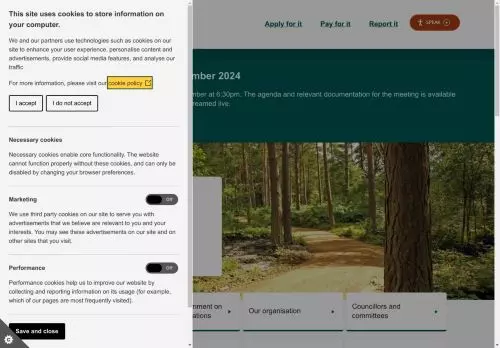 This site uses cookies to store information on
your computer.
We and our partners use technologies such as cookies on
our site to enhance your user experience, personalise content and
advertisements, provide social media features, and analyse our
traffic
For more information, please visit our cookie policy
I accept
I do not accept
Necessary cookies
Necessary cookies enable core functionality. The website
cannot function properly without these cookies, and can only be
disabled by changing your browser preferences.
Marketing
Off
We use third party cookies on our site to serve you with
advertisements that we believe are relevant to you and your
interests. You may see these advertisements on our site and on
other sites that you visit.
Performance
Off
Performance cookies help us to improve our website by
collecting and reporting information on its usage (for example,
which of our pages are most frequently visited).
Save and close
Apply for it
Pay for it
Report it
SPEAK
mber 2024
mber at 6:30pm. The agenda and relevant documentation for the meeting is available
reamed live.
nment on
ations
Our organisation
Councillors and
committees